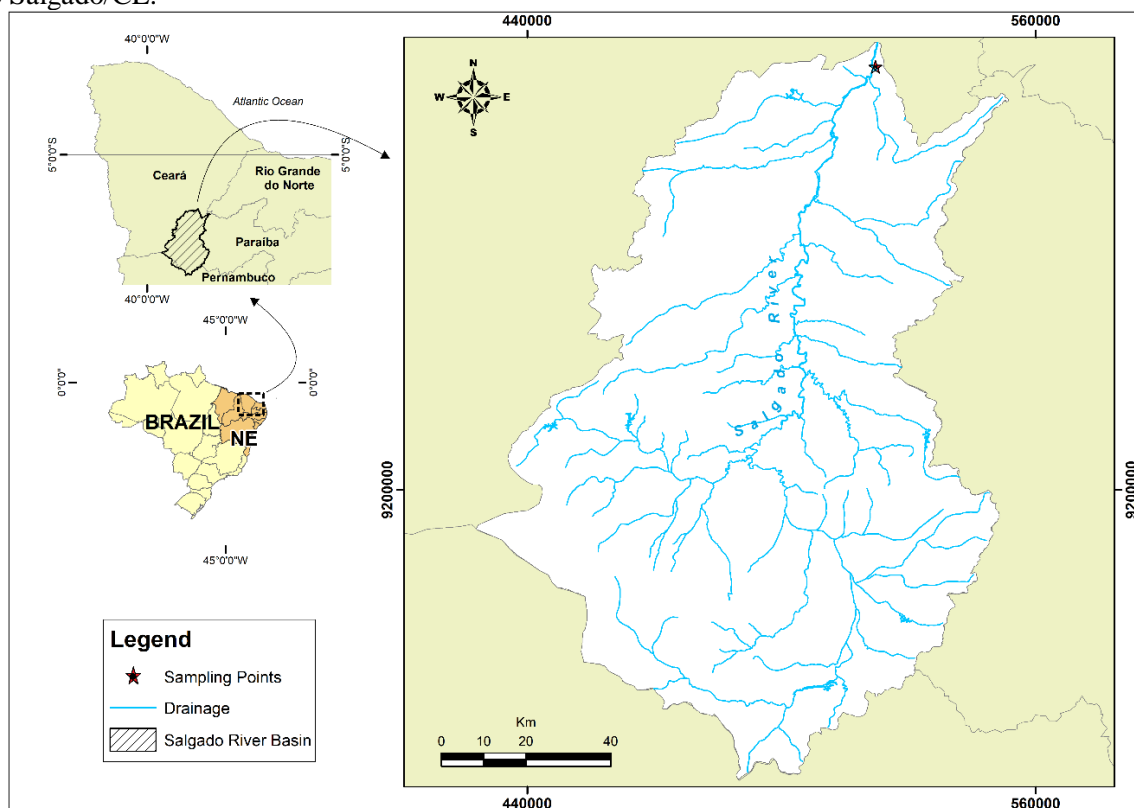 Salgado/CE.
40°0'0"W
Atlantic Ocean
5°0'0"S
5°0'0"S
Ceará
Rio Grande
do Norte
Paraíba
Pernambuco
40°0'0"W
45°0'0"W
0°0'0"
0°0'0"
BRAZIL
NE
45°0'0"W
Legend
Sampling Points
Drainage
Salgado River Basin
440000
560000
N
W
E
S
Salgado River
9200000
9200000
Km
0 10 20 40
440000
560000